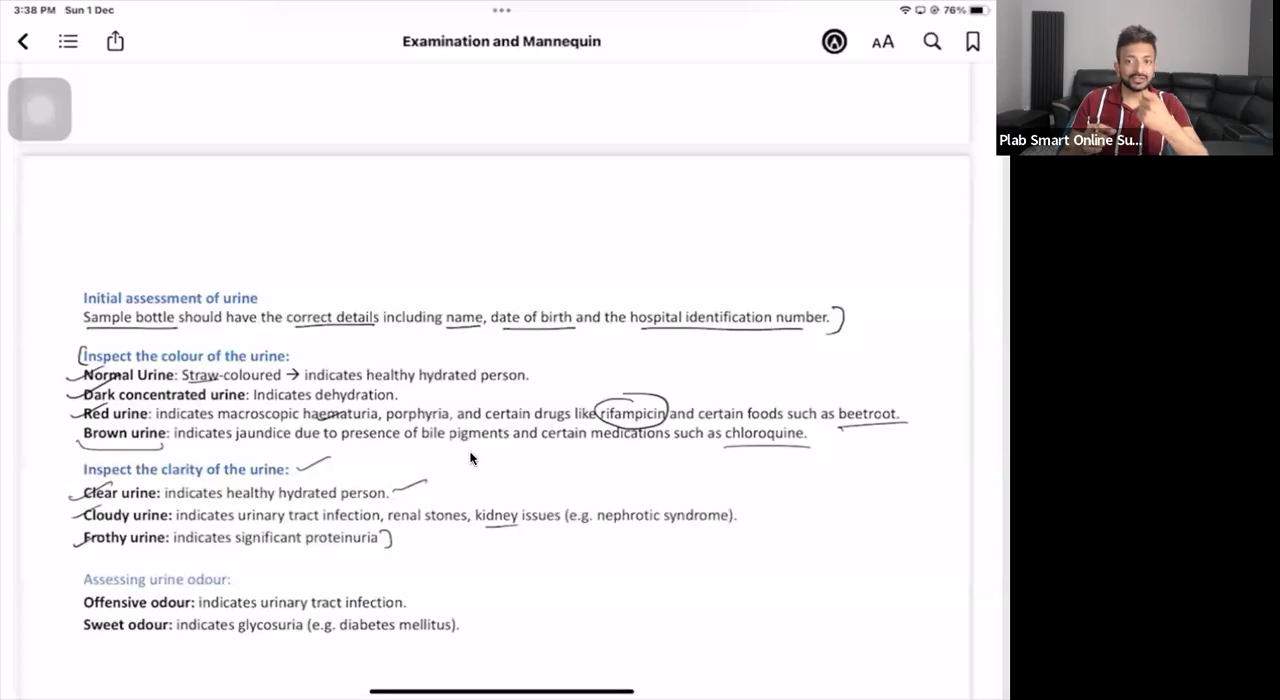 3:38 PM Sun 1 Dec
76%
Examination and Mannequin
AA
Plab Smart Online Su...
Initial assessment of urine
Sample bottle should have the correct details including name, date of birth and the hospital identification number.
Inspect the colour of the urine:
Normal Urine: Straw-coloured → indicates healthy hydrated person.
Dark concentrated urine: Indicates dehydration.
Red urine: indicates macroscopic haematuria, porphyria, and certain drugs like rifampicin and certain foods such as beetroot.
Brown urine: indicates jaundice due to presence of bile pigments and certain medications such as chloroquine.
Inspect the clarity of the urine:
Clear urine: indicates healthy hydrated person.
Cloudy urine: indicates urinary tract infection, renal stones, kidney issues (e.g. nephrotic syndrome).
Frothy urine: indicates significant proteinuria
Assessing urine odour:
Offensive odour: indicates urinary tract infection.
Sweet odour: indicates glycosuria (e.g. diabetes mellitus).